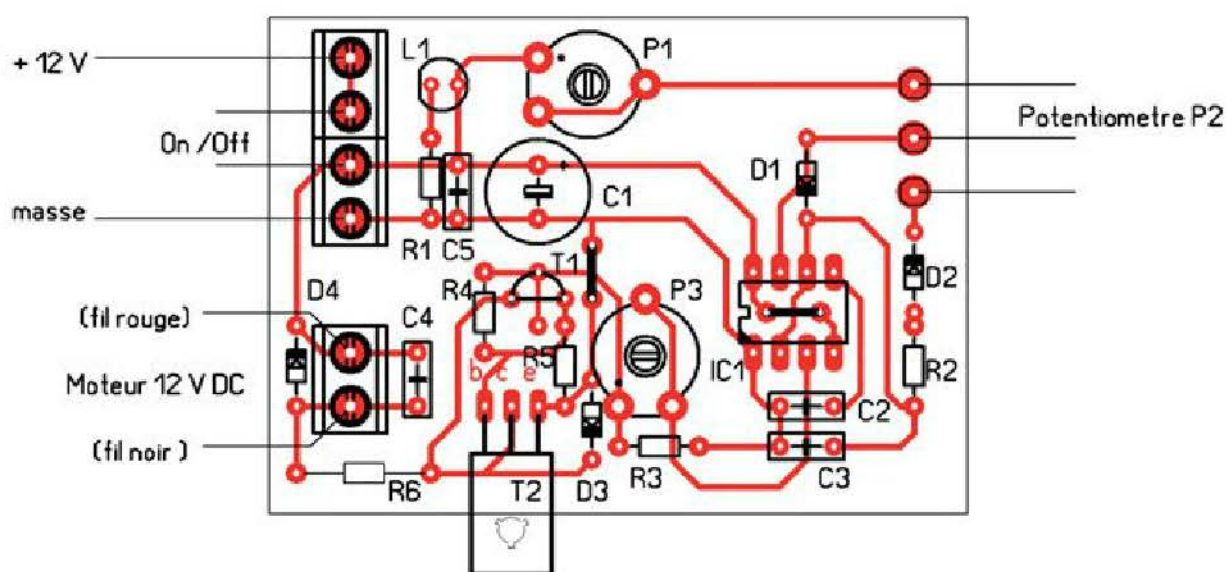 + 12 V
On /Off
masse
(fil rouge)
Moteur 12 V DC
(fil noir )
L1
P1
Potentiometre P2
D1
C1
R1
C5
T1
D4
C4
R4
P3
D2
R5
b c e
IC1
R2
C2
R6
T2
D3
R3
C3